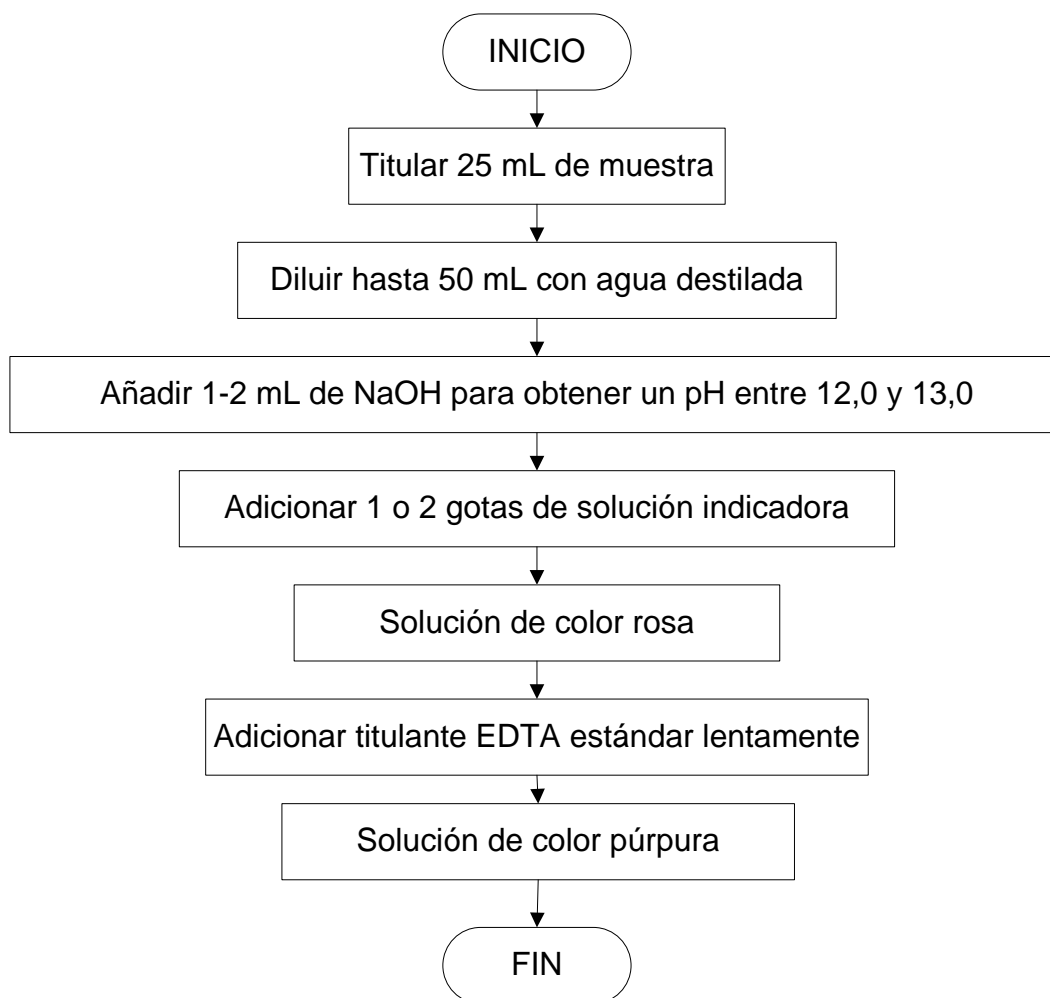 INICIO
Titular 25 mL de muestra
Diluir hasta 50 mL con agua destilada
Añadir 1-2 mL de NaOH para obtener un pH entre 12,0 y 13,0
Adicionar 1 o 2 gotas de solución indicadora
Solución de color rosa
Adicionar titulante EDTA estándar lentamente
Solución de color púrpura
FIN